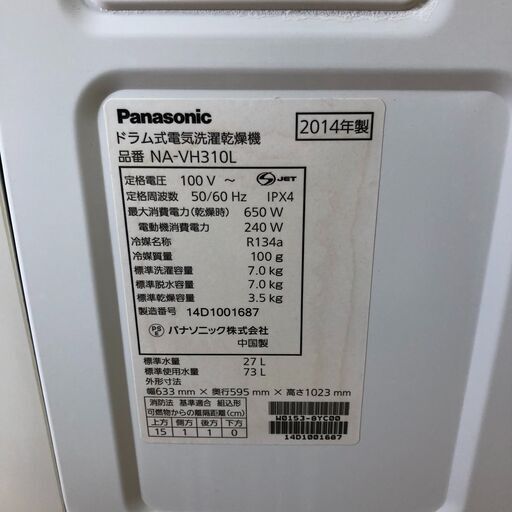 Panasonic
2014年製
ドラム式電気洗濯乾燥機
品番 NA-VH310L
定格電圧 100 V ～ S JET
定格周波数 50/60 Hz IPX4
最大消費電力(乾燥時) 650 W
電動機消費電力 240 W
冷媒名称 R134a
冷媒質量 100 g
標準洗濯容量 7.0 kg
標準脱水容量 7.0 kg
標準乾燥容量 3.5 kg
製造番号 14D1001687
PS E パナソニック株式会社
中国製
標準水量 27 L
標準使用水量 73 L
外形寸法
幅633 mm × 奥行595 mm × 高さ1023 mm
消防法 基準適合 組込形
可燃物からの離隔距離(cm)
上方 側方 後方 下方
15 1 1 0
W0153-8YC00
14D1001687